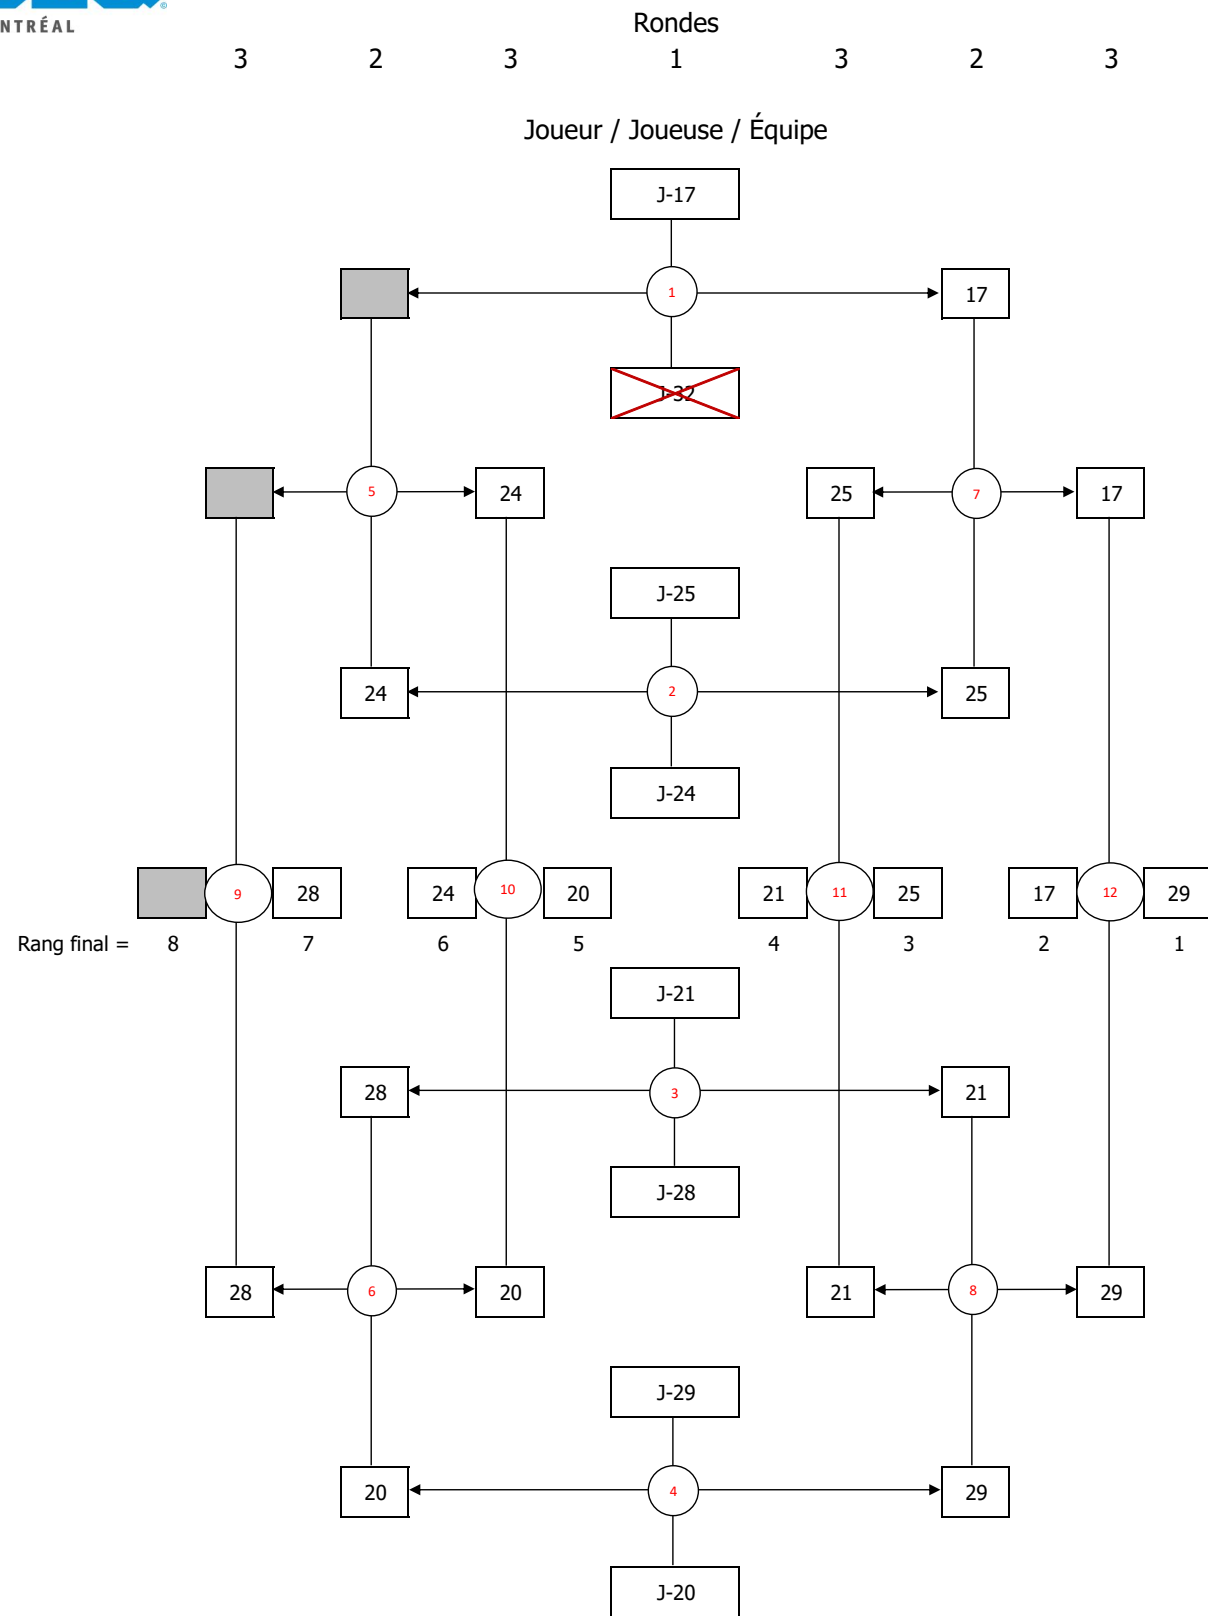 NTRÉAL
Rondes
3 2 3 1 3 2 3
Joueur / Joueuse / Équipe
J-17
1 17
J-32
5 24 25 7 17
J-25
24 2 25
J-24
9 28 24 10 20 21 11 25 17 12 29
Rang final = 8 7 6 5 4 3 2 1
J-21
28 3 21
J-28
28 6 20 21 8 29
J-29
20 4 29
J-20